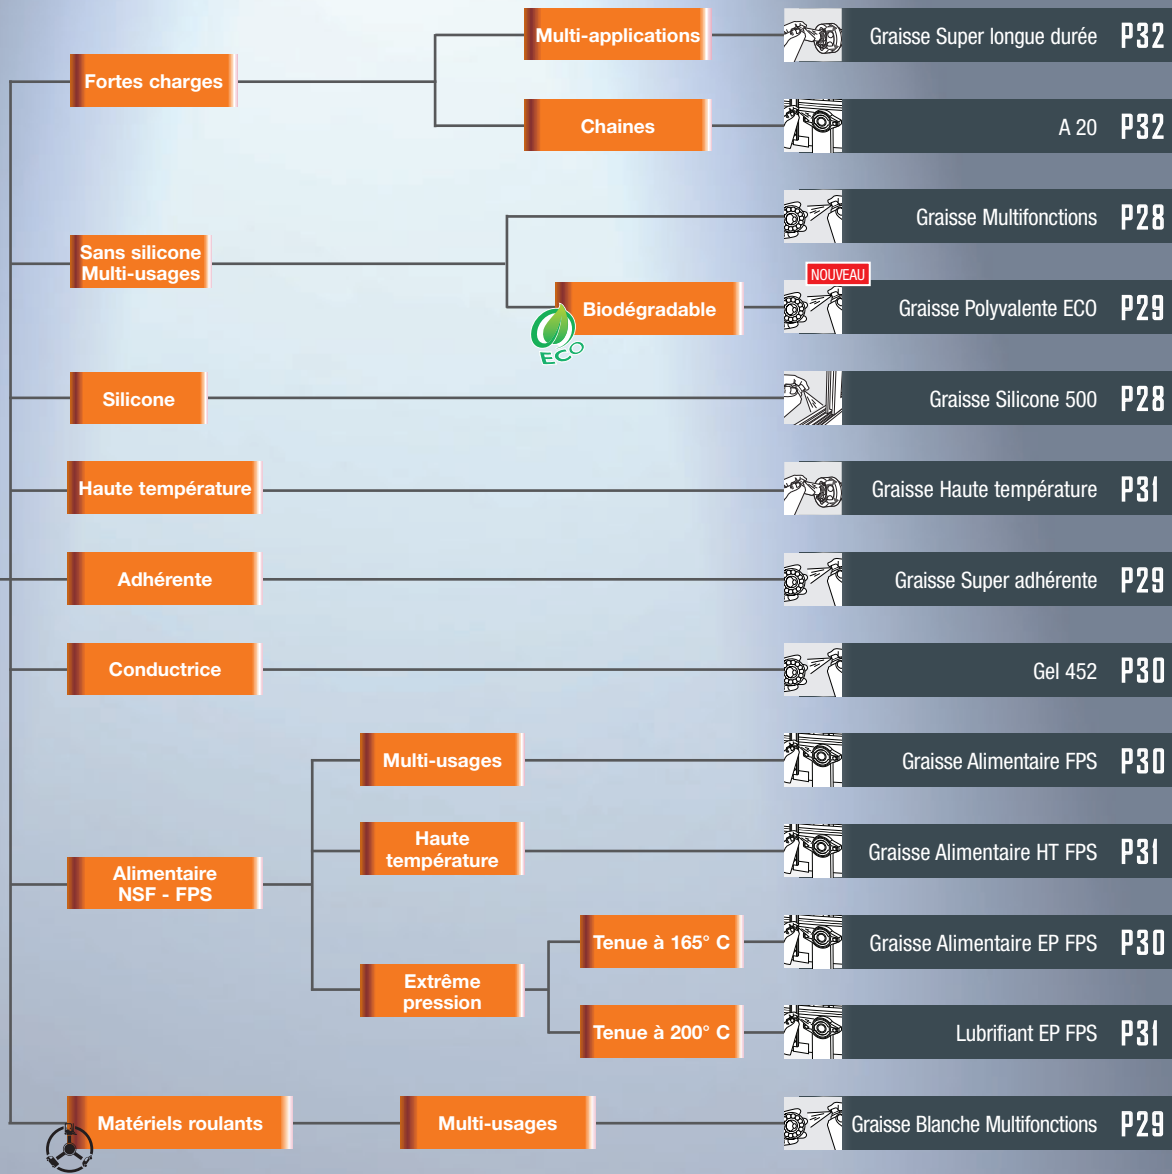 Fortes charges
Multi-applications
Graisse Super longue durée P32
Chaines
A 20 P32
Sans silicone
Multi-usages
Graisse Multifonctions P28
ECO
Biodégradable
NOUVEAU
Graisse Polyvalente ECO P29
Silicone
Graisse Silicone 500 P28
Haute température
Graisse Haute température P31
Adhérente
Graisse Super adhérente P29
Conductrice
Gel 452 P30
Alimentaire
NSF - FPS
Multi-usages
Graisse Alimentaire FPS P30
Haute
température
Graisse Alimentaire HT FPS P31
Extrême
pression
Tenue à 165° C
Graisse Alimentaire EP FPS P30
Tenue à 200° C
Lubrifiant EP FPS P31
Matériels roulants
Multi-usages
Graisse Blanche Multifonctions P29